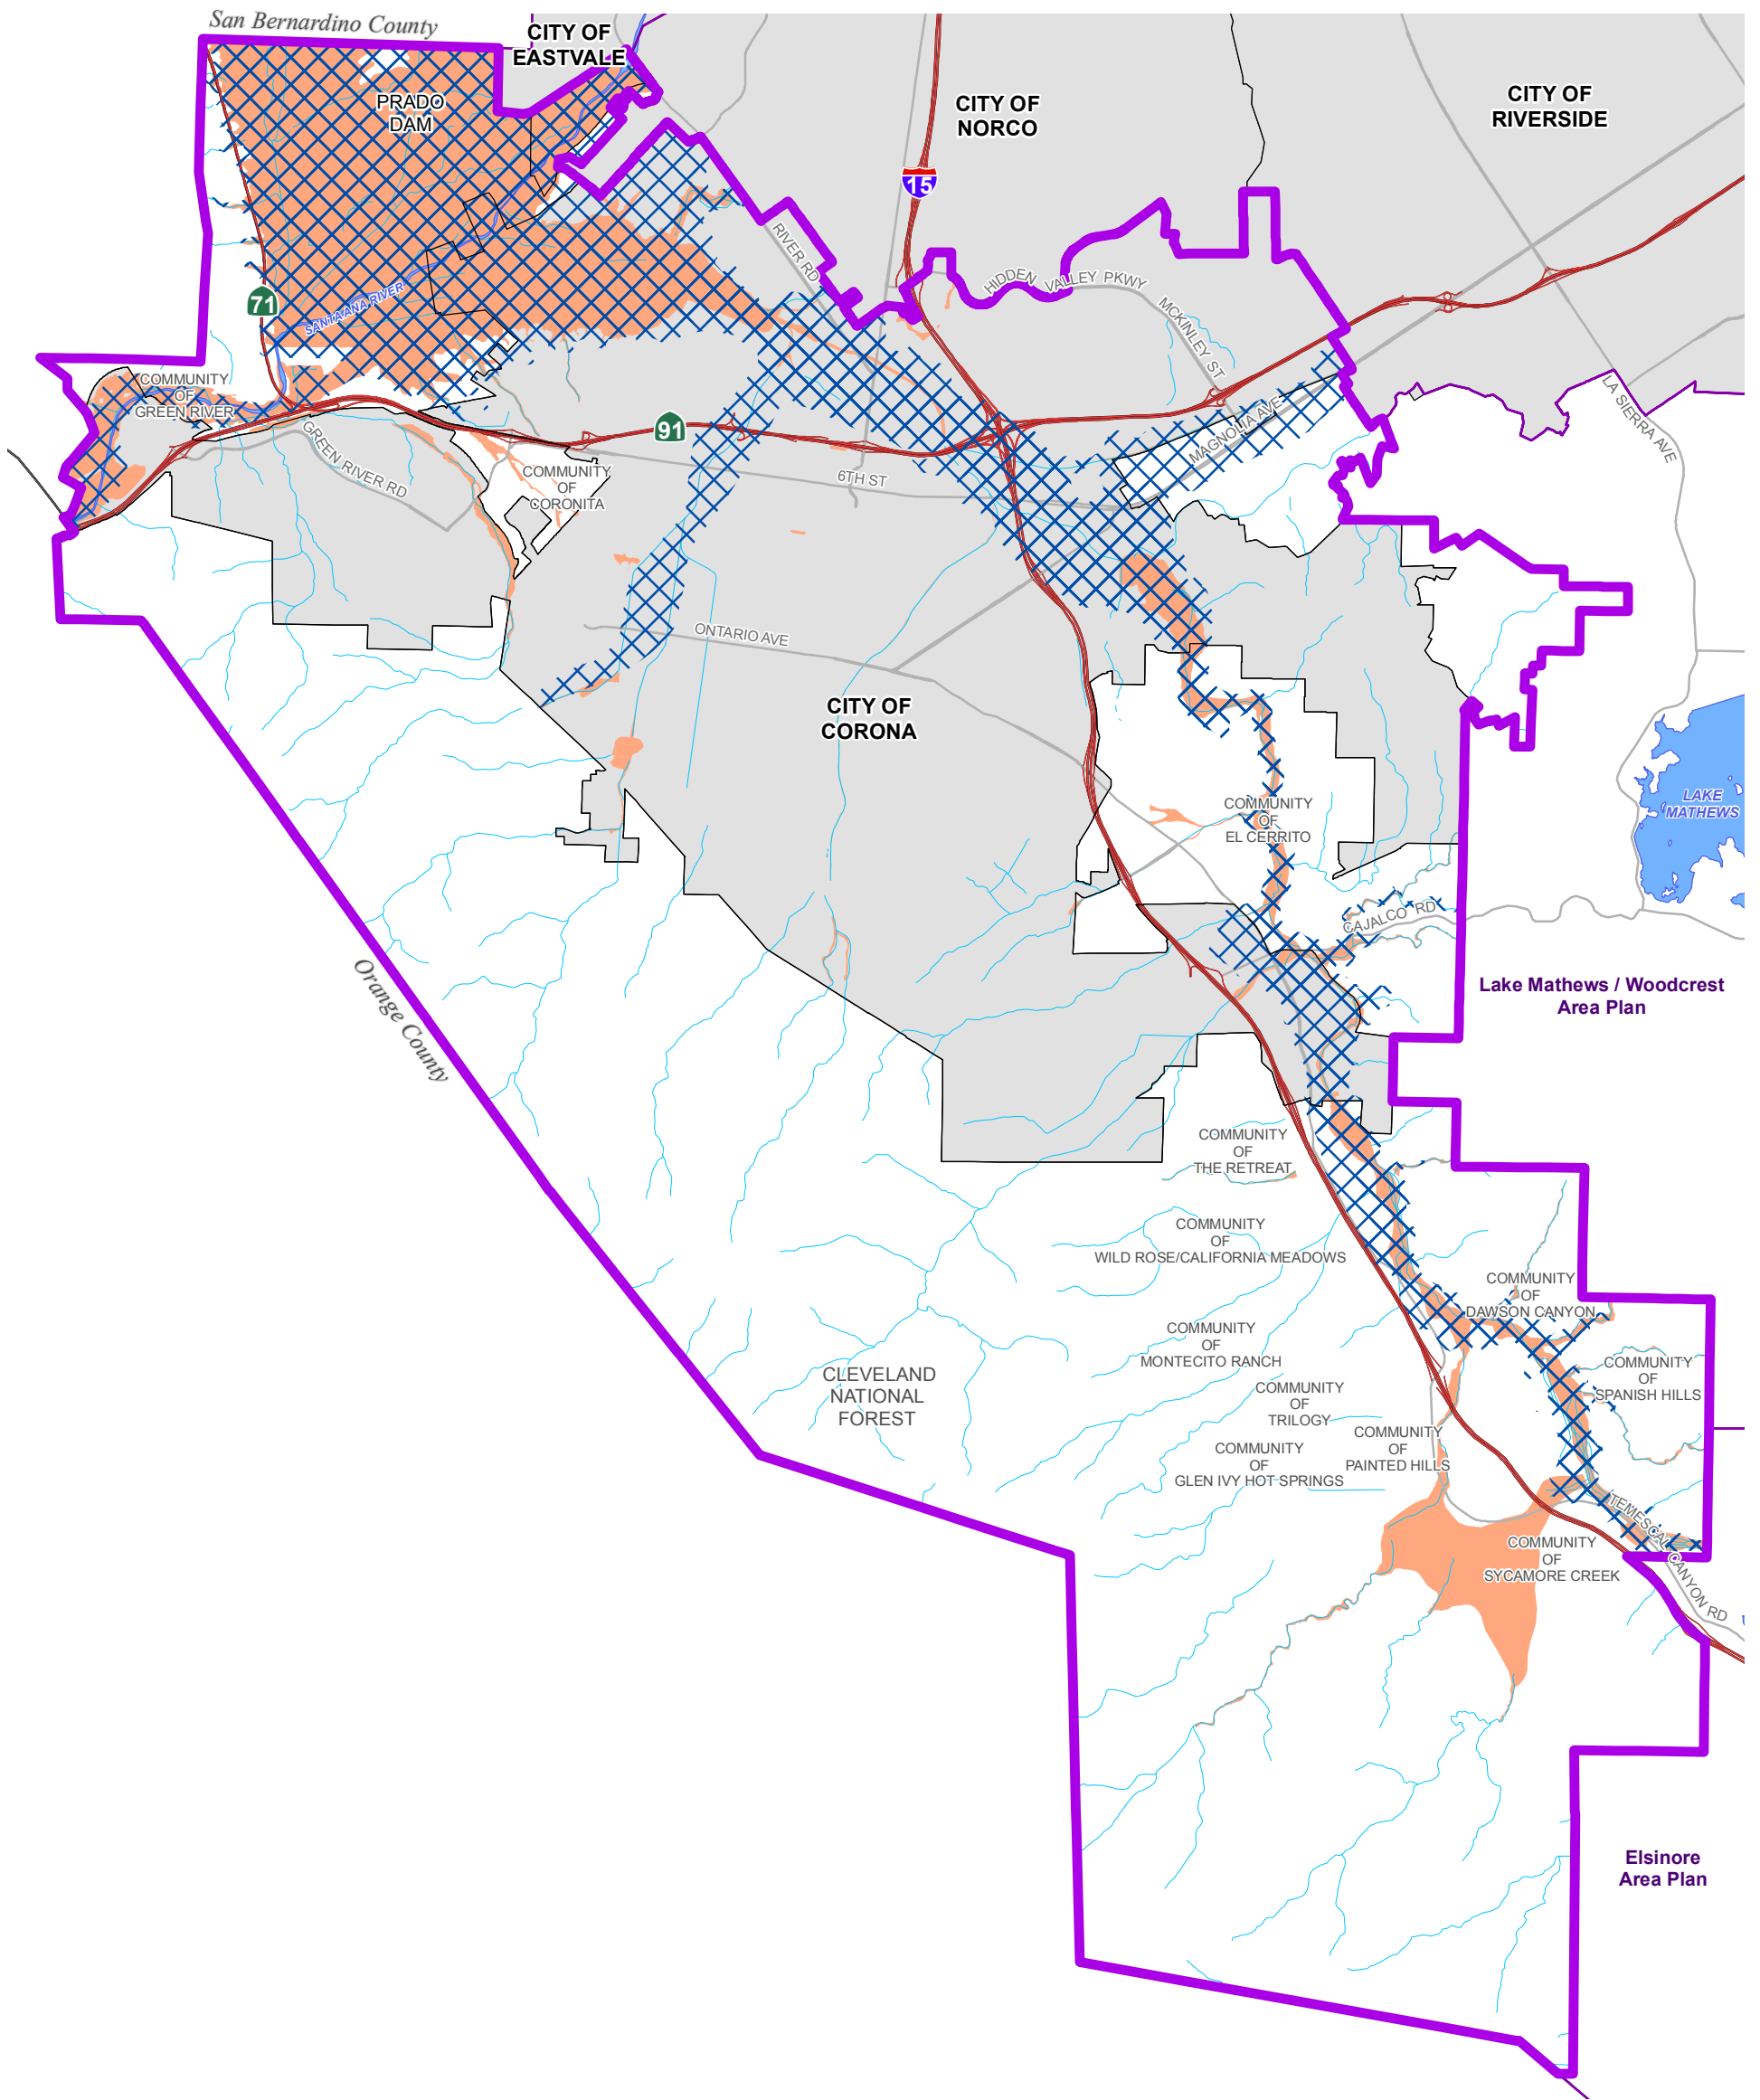 San Bernardino County
CITY OF
EASTVALE
PRADO
DAM
CITY OF
NORCO
CITY OF
RIVERSIDE
15
RIVER RD
HIDDEN VALLEY PKWY
MCKINLEY ST
71
SANTA ANA RIVER
COMMUNITY
OF
GREEN RIVER
GREEN RIVER RD
91
COMMUNITY
OF
CORONITA
6TH ST
MAGNOLIA AVE
LA SIERRA AVE
ONTARIO AVE
CITY OF
CORONA
COMMUNITY
OF
EL CERRITO
LAKE
MATHEWS
CAJALCO RD
Orange County
Lake Mathews / Woodcrest
Area Plan
COMMUNITY
OF
THE RETREAT
COMMUNITY
OF
WILD ROSE/CALIFORNIA MEADOWS
COMMUNITY
OF
DAWSON CANYON
COMMUNITY
OF
MONTECITO RANCH
COMMUNITY
OF
SPANISH HILLS
CLEVELAND
NATIONAL
FOREST
COMMUNITY
OF
TRILOGY
COMMUNITY
OF
PAINTED HILLS
COMMUNITY
OF
GLEN IVY HOT SPRINGS
TEMESCAL CANYON RD
COMMUNITY
OF
SYCAMORE CREEK
Elsinore
Area Plan